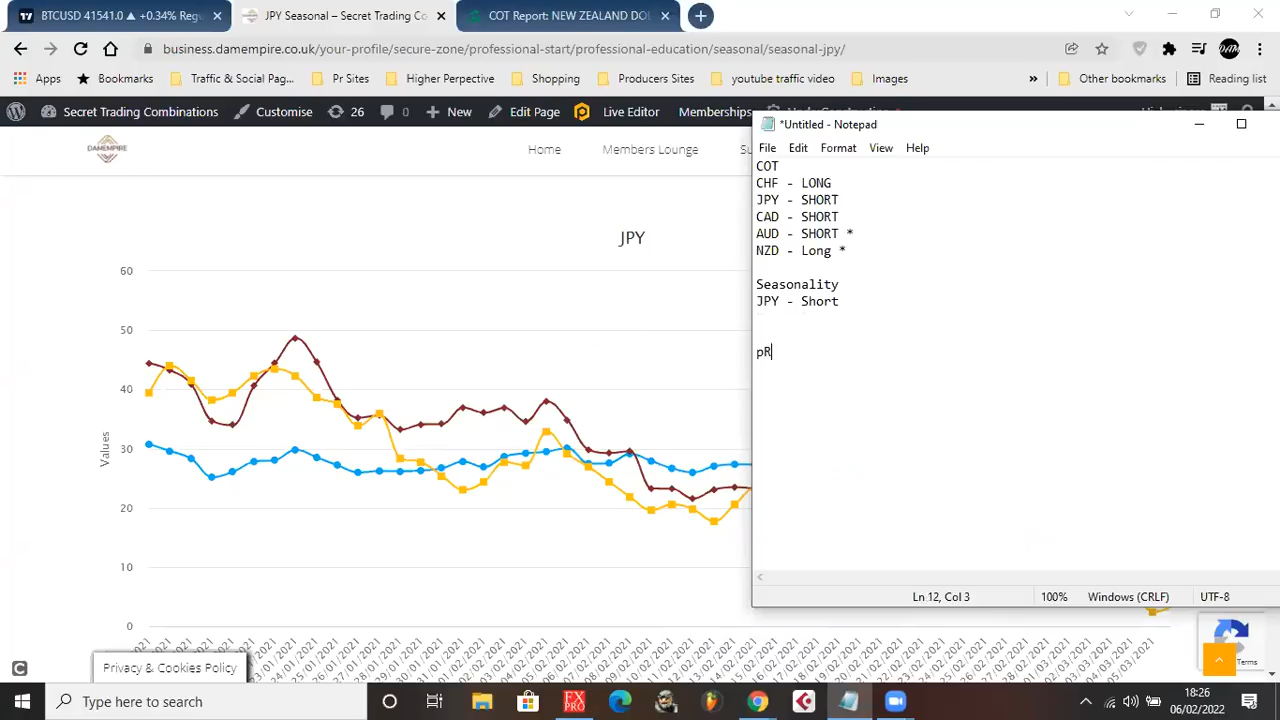 BTCUSD 41541.0 ▲ +0.34% Reg
JPY Seasonal – Secret Trading Co
COT Report: NEW ZEALAND DOL
business.damempire.co.uk/your-profile/secure-zone/professional-start/professional-education/seasonal/seasonal-jpy/
Apps
Bookmarks
Traffic & Social Pag...
Pr Sites
Higher Perpective
Shopping
Producers Sites
youtube traffic video
Images
»
Other bookmarks
Reading list
Secret Trading Combinations
Customise
26
0
New
Edit Page
Live Editor
Memberships
DAMEMPIRE
Home
Members Lounge
Su
JPY
Values
60
50
40
30
20
10
0
*Untitled - Notepad
File Edit Format View Help
COT
CHF - LONG
JPY - SHORT
CAD - SHORT
AUD - SHORT *
NZD - Long *
Seasonality
JPY - Short
pR
Ln 12, Col 3
100%
Windows (CRLF)
UTF-8
Privacy & Cookies Policy
Terms
Type here to search
FX
PRO
18:26
06/02/2022